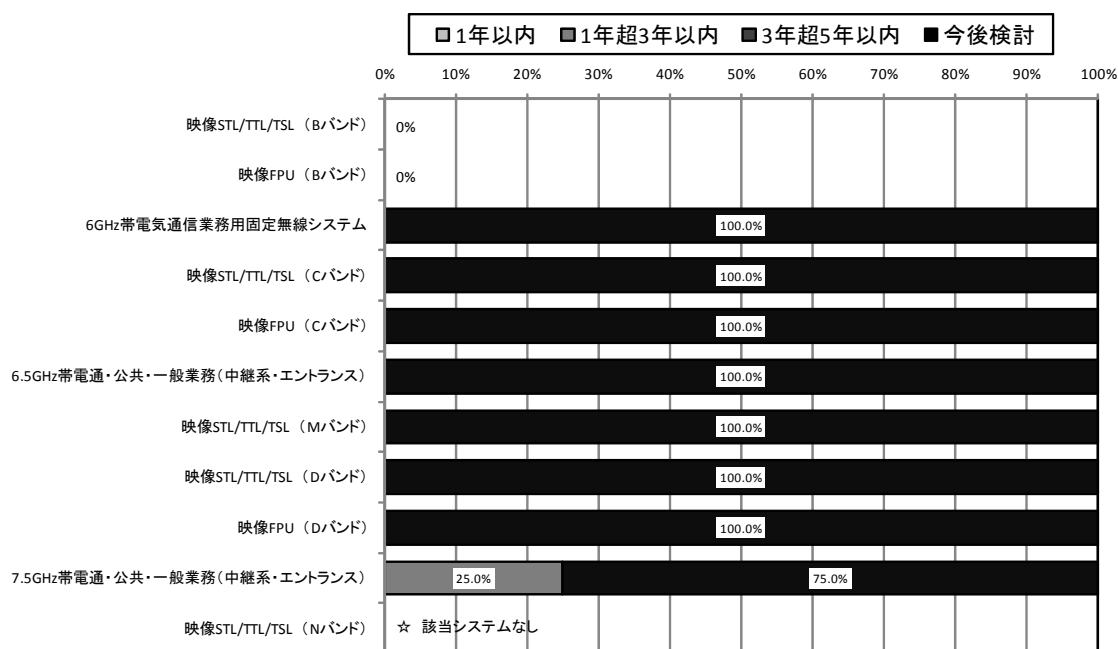 □1年以内 ■1年超3年以内 ■3年超5年以内 ■今後検討
0% 10% 20% 30% 40% 50% 60% 70% 80% 90% 100%
映像STL/TTL/TSL（Bバンド） 0%
映像FPU（Bバンド） 0%
6GHz帯電気通信業務用固定無線システム 100.0%
映像STL/TTL/TSL（Cバンド） 100.0%
映像FPU（Cバンド） 100.0%
6.5GHz帯電通・公共・一般業務（中継系・エントランス） 100.0%
映像STL/TTL/TSL（Mバンド） 100.0%
映像STL/TTL/TSL（Dバンド） 100.0%
映像FPU（Dバンド） 100.0%
7.5GHz帯電通・公共・一般業務（中継系・エントランス） 25.0% 75.0%
映像STL/TTL/TSL（Nバンド） ☆ 該当システムなし